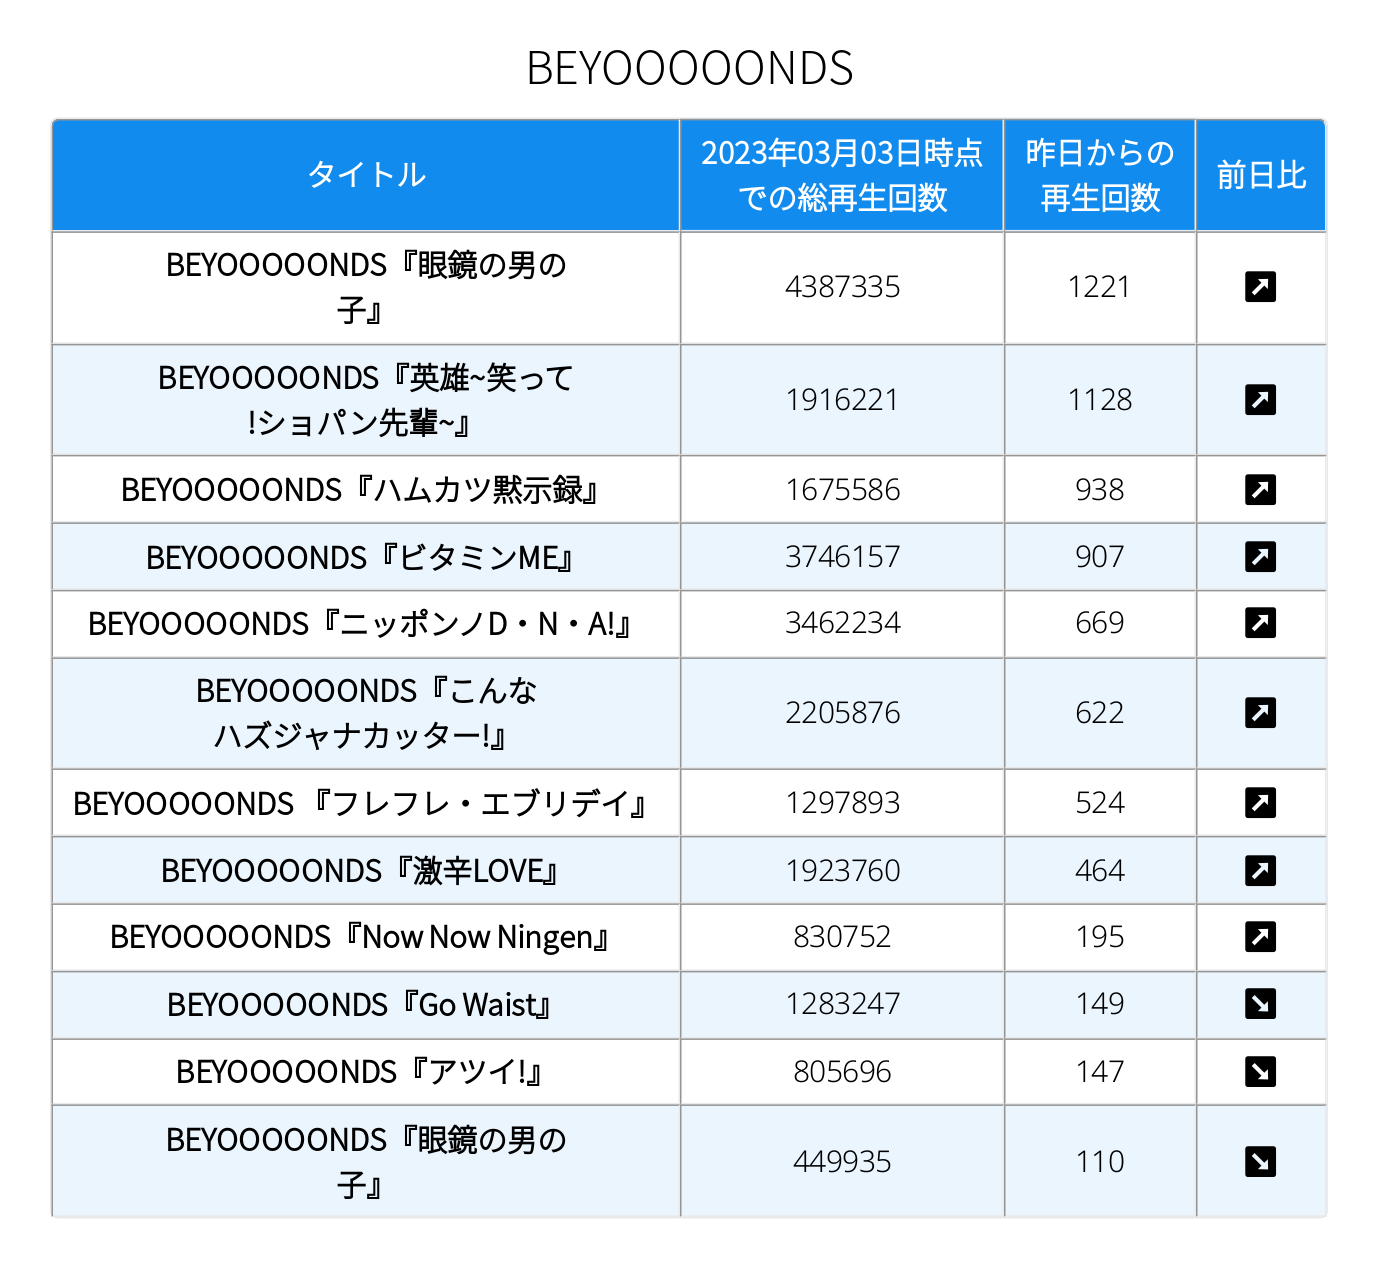 BEYOOOOONDS
タイトル
2023年03月03日時点
での総再生回数
昨日からの
再生回数
前日比
BEYOOOOONDS『眼鏡の男の
子』
4387335
1221
BEYOOOOONDS『英雄~笑って
!ショパン先輩~』
1916221
1128
BEYOOOOONDS『ハムカツ黙示録』
1675586
938
BEYOOOOONDS『ビタミンME』
3746157
907
BEYOOOOONDS『ニッポンノD・N・A!』
3462234
669
BEYOOOOONDS『こんな
ハズジャナカッター!』
2205876
622
BEYOOOOONDS 『フレフレ・エブリデイ』
1297893
524
BEYOOOOONDS『激辛LOVE』
1923760
464
BEYOOOOONDS『Now Now Ningen』
830752
195
BEYOOOOONDS『Go Waist』
1283247
149
BEYOOOOONDS『アツイ!』
805696
147
BEYOOOOONDS『眼鏡の男の
子』
449935
110